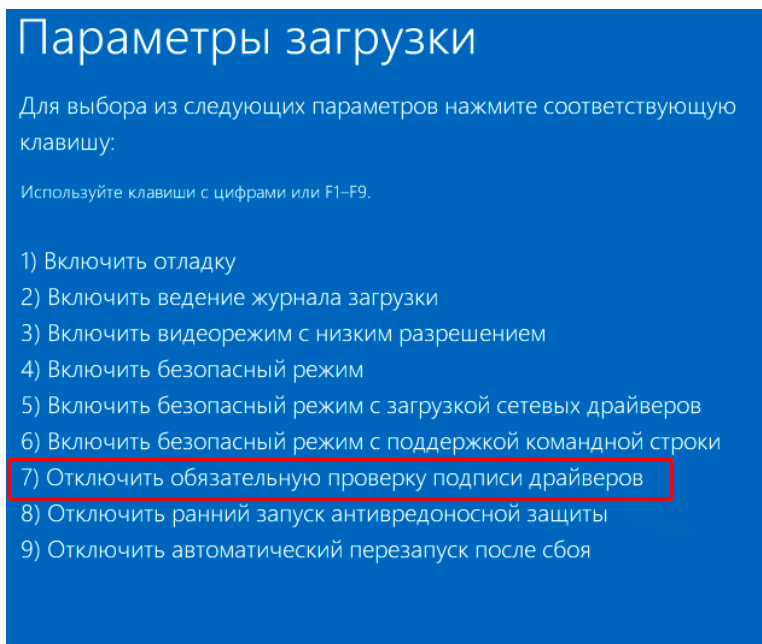 Параметры загрузки
Для выбора из следующих параметров нажмите соответствующую
клавишу:
Используйте клавиши с цифрами или F1–F9.
1) Включить отладку
2) Включить ведение журнала загрузки
3) Включить видеорежим с низким разрешением
4) Включить безопасный режим
5) Включить безопасный режим с загрузкой сетевых драйверов
6) Включить безопасный режим с поддержкой командной строки
7) Отключить обязательную проверку подписи драйверов
8) Отключить ранний запуск антивредоносной защиты
9) Отключить автоматический перезапуск после сбоя